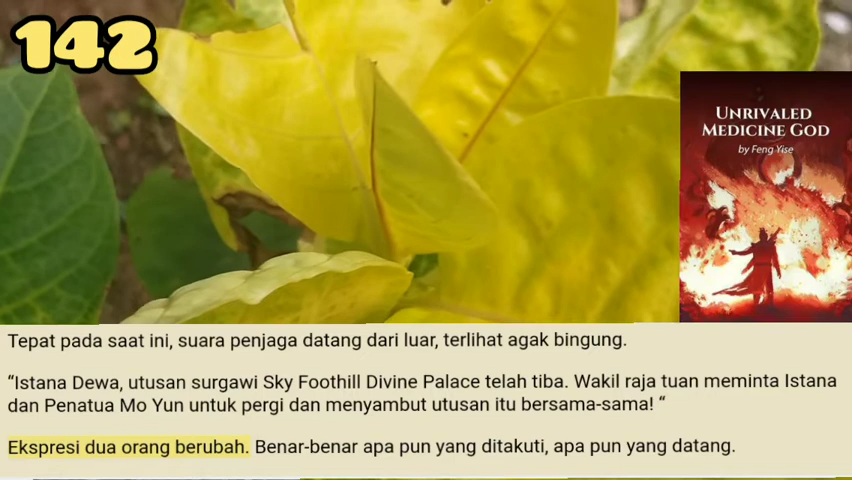 142
UNRIVALED
MEDICINE GOD
by Feng Yise
Tepat pada saat ini, suara penjaga datang dari luar, terlihat agak bingung.
“Istana Dewa, utusan surgawi Sky Foothill Divine Palace telah tiba. Wakil raja tuan meminta Istana
dan Penatua Mo Yun untuk pergi dan menyambut utusan itu bersama-sama! “
Ekspresi dua orang berubah. Benar-benar apa pun yang ditakuti, apa pun yang datang.